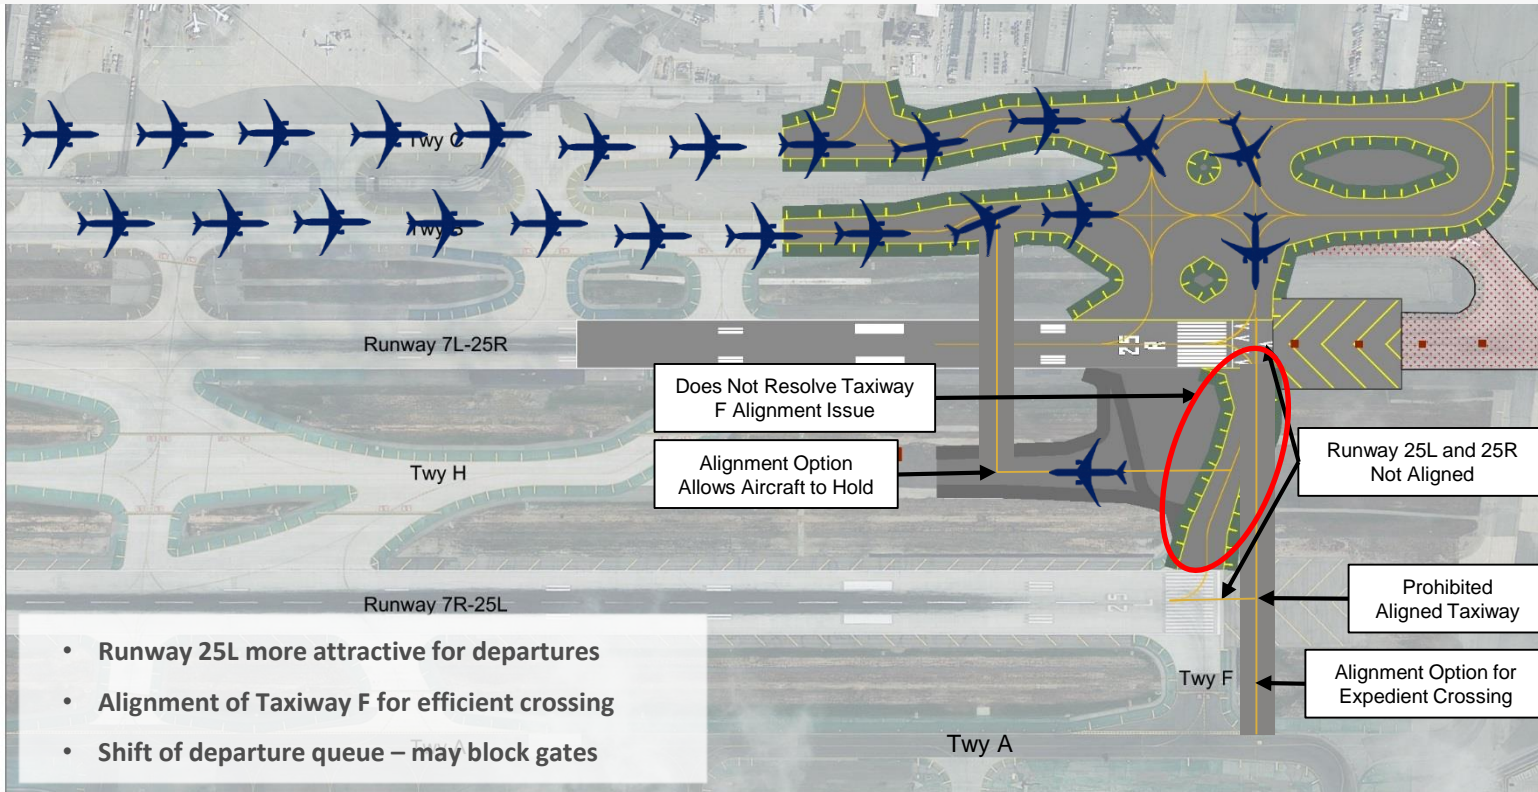 Twy C
Twy B
Runway 7L-25R
25
R
Does Not Resolve Taxiway
F Alignment Issue
Alignment Option
Allows Aircraft to Hold
Twy H
Runway 25L and 25R
Not Aligned
Runway 7R-25L
25
L
Prohibited
Aligned Taxiway
• Runway 25L more attractive for departures
• Alignment of Taxiway F for efficient crossing
• Shift of departure queue – may block gates
Twy F
Alignment Option for
Expedient Crossing
Twy A
Twy A